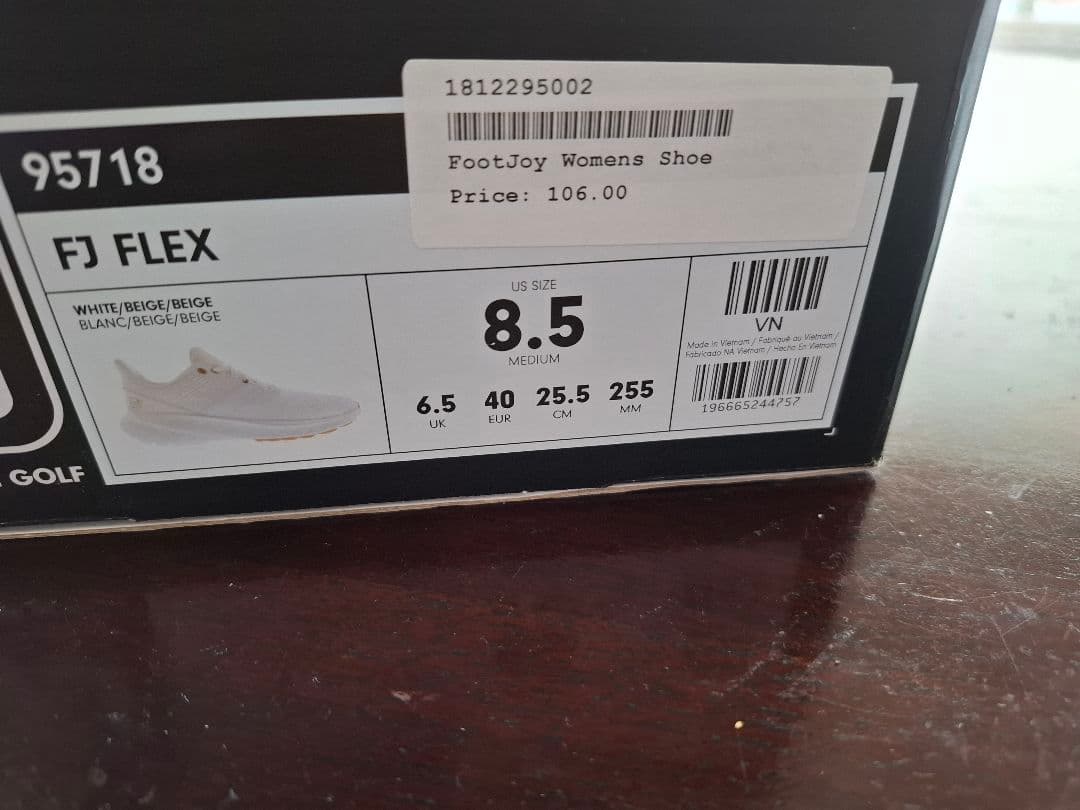 1812295002
FootJoy Womens Shoe
Price: 106.00
95718
FJ FLEX
WHITE/BEIGE/BEIGE
BLANC/BEIGE/BEIGE
US SIZE
8.5
MEDIUM
6.5 40 25.5 255
UK EUR CM MM
VN
Made in Vietnam / Fabriqué au Vietnam /
Fabricado NA Vietnam / Hecho En Vietnam
196665244757
GOLF